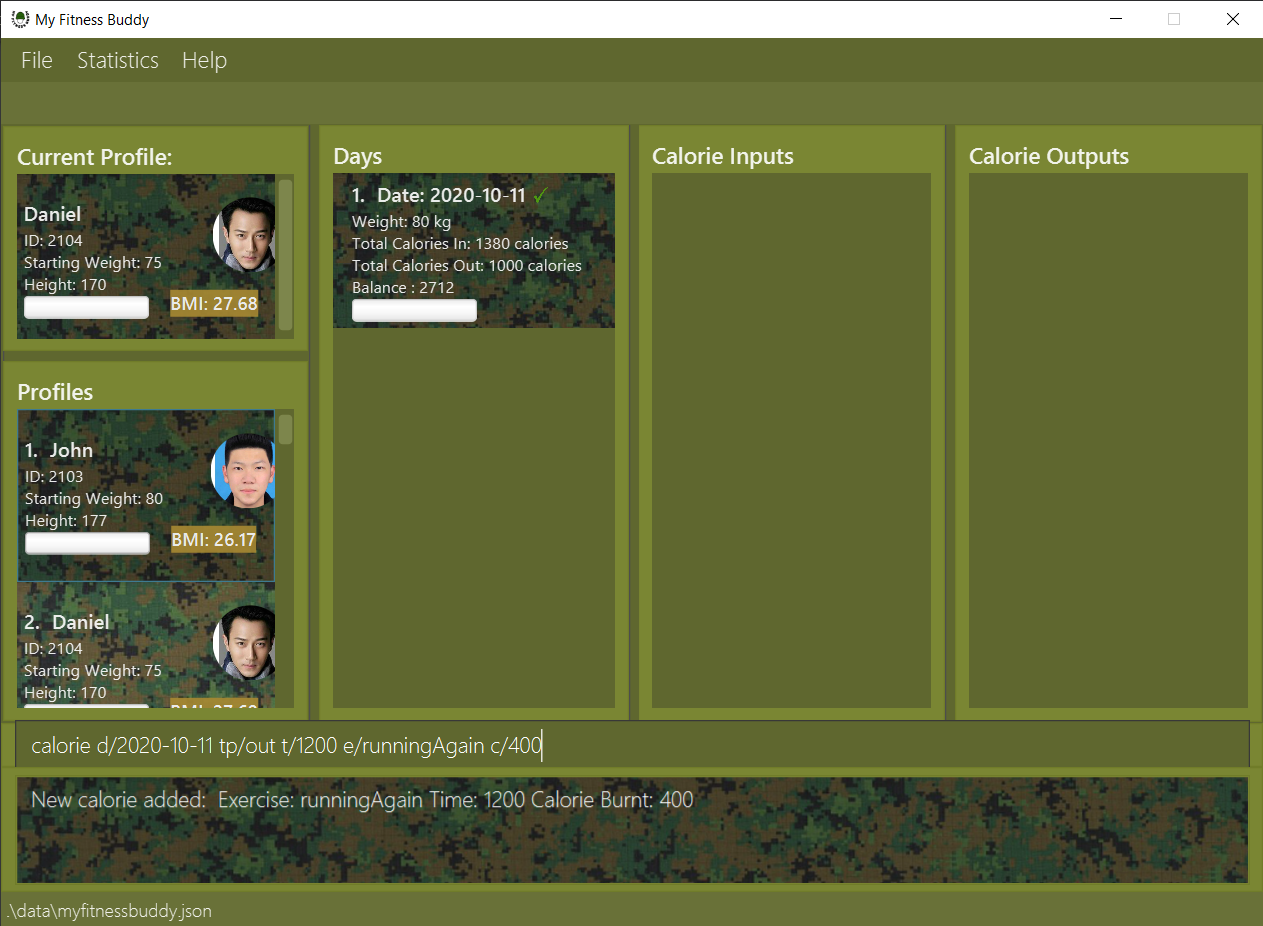 My Fitness Buddy
File Statistics Help
Current Profile:
Daniel
ID: 2104
Starting Weight: 75
Height: 170
BMI: 27.68
Profiles
1. John
ID: 2103
Starting Weight: 80
Height: 177
BMI: 26.17
2. Daniel
ID: 2104
Starting Weight: 75
Height: 170
BMI: 27.68
Days
1. Date: 2020-10-11 ✓
Weight: 80 kg
Total Calories In: 1380 calories
Total Calories Out: 1000 calories
Balance : 2712
Calorie Inputs
Calorie Outputs
calorie d/2020-10-11 tp/out t/1200 e/runningAgain c/400
New calorie added: Exercise: runningAgain Time: 1200 Calorie Burnt: 400
.\data\myfitnessbuddy.json